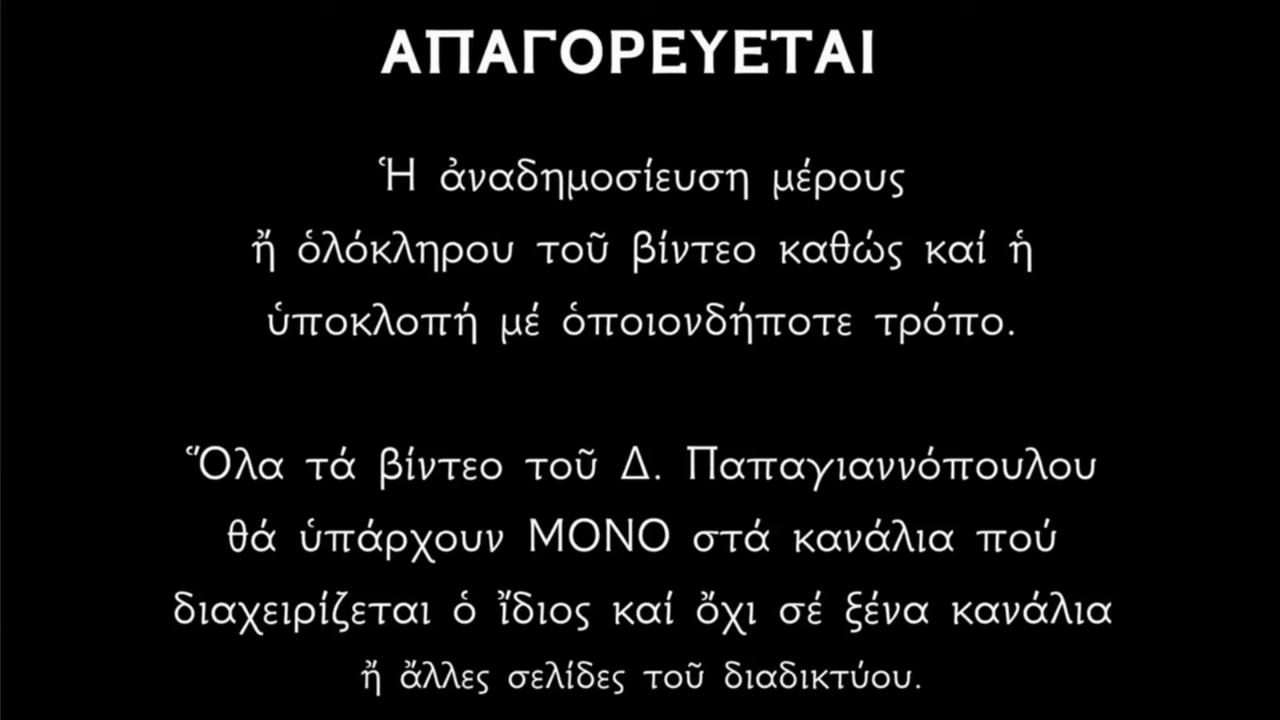 ΑΠΑΓΟΡΕΥΕΤΑΙ
Ἡ ἀναδημοσίευση μέρους
ἤ ὁλόκληρου τοῦ βίντεο καθώς καί ἡ
ὑποκλοπή μέ ὁποιονδήποτε τρόπο.
Ὅλα τά βίντεο τοῦ Δ. Παπαγιαννόπουλου
θά ὑπάρχουν ΜΟΝΟ στά κανάλια πού
διαχειρίζεται ὁ ἴδιος καί ὄχι σέ ξένα κανάλια
ἤ ἄλλες σελίδες τοῦ διαδικτύου.